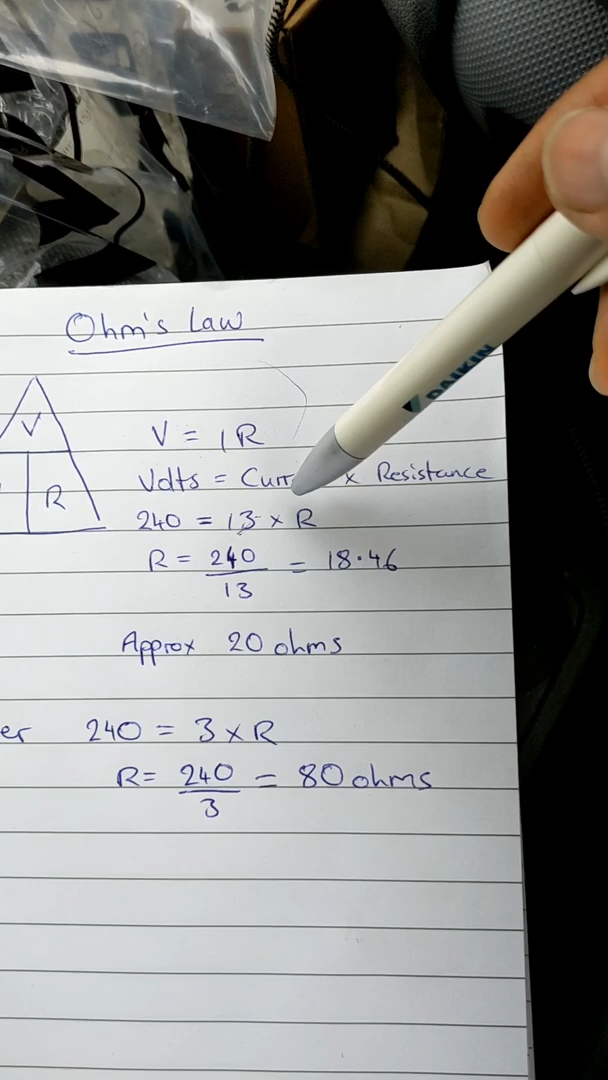 Ohm's Law
V
R
V = IR
Volts = Curr x Resistance
240 = 13 x R
R = 240/13 = 18.46
Approx 20 ohms
er 240 = 3 x R
R = 240/3 = 80 ohms
DAIKIN